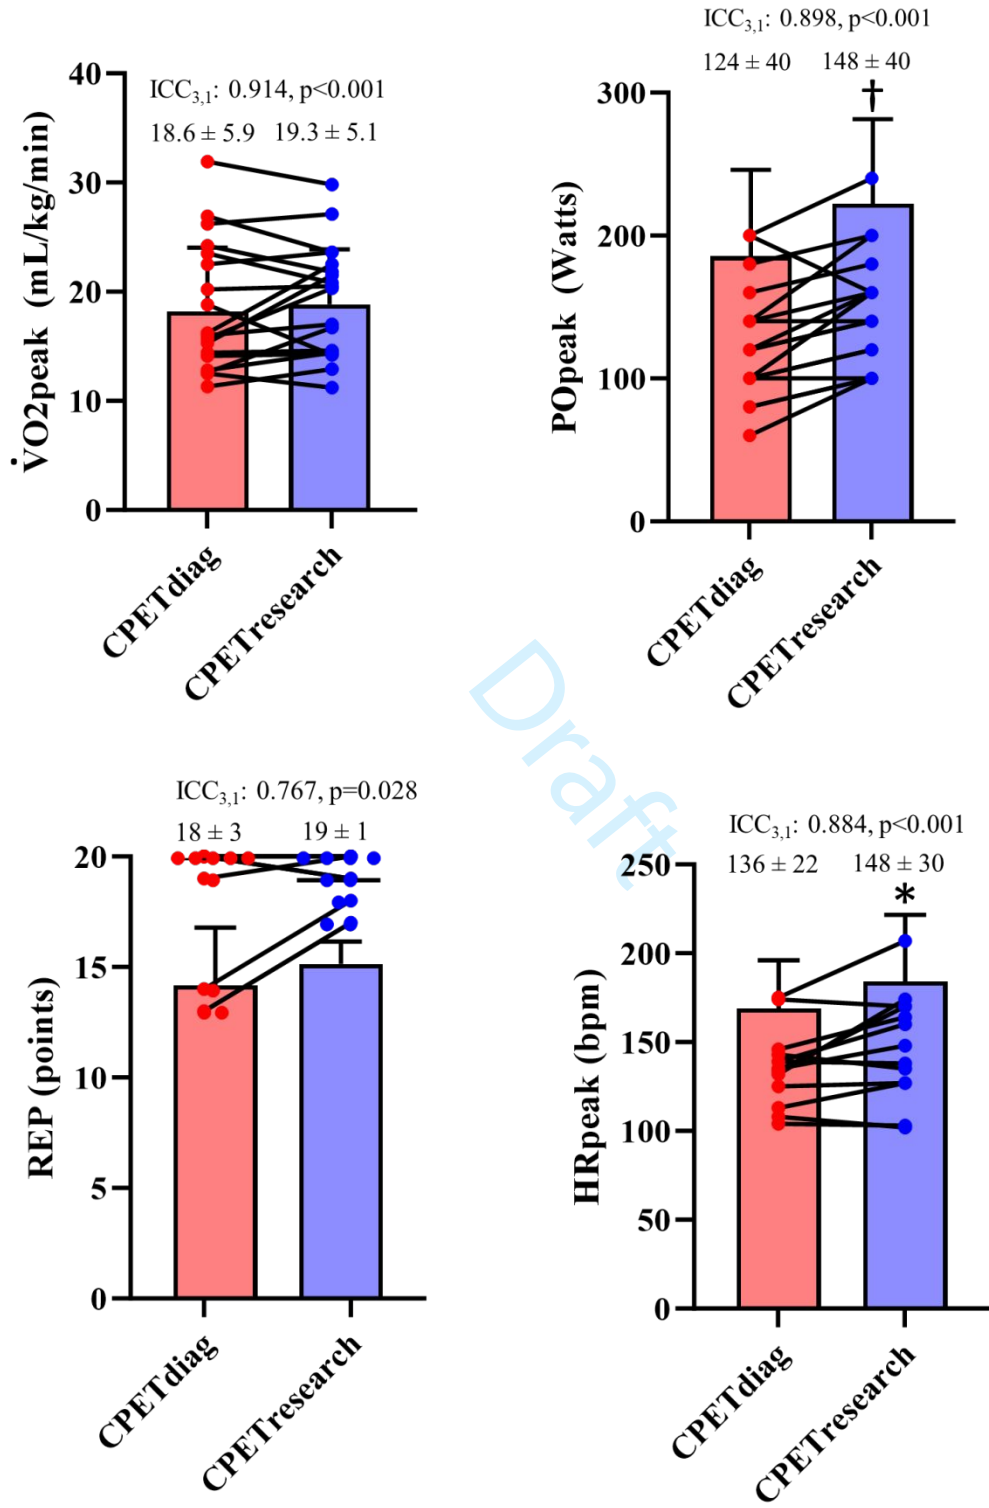 ICC3,1: 0.914, p<0.001
18.6 ± 5.9 19.3 ± 5.1
V̇O2peak (mL/kg/min)
40
30
20
10
0
CPETdiag
CPETresearch
ICC3,1: 0.898, p<0.001
124 ± 40 148 ± 40
†
POpeak (Watts)
300
200
100
0
CPETdiag
CPETresearch
Draft
ICC3,1: 0.767, p=0.028
18 ± 3 19 ± 1
REP (points)
20
15
10
5
0
CPETdiag
CPETresearch
ICC3,1: 0.884, p<0.001
136 ± 22 148 ± 30
*
HRpeak (bpm)
250
200
150
100
50
0
CPETdiag
CPETresearch